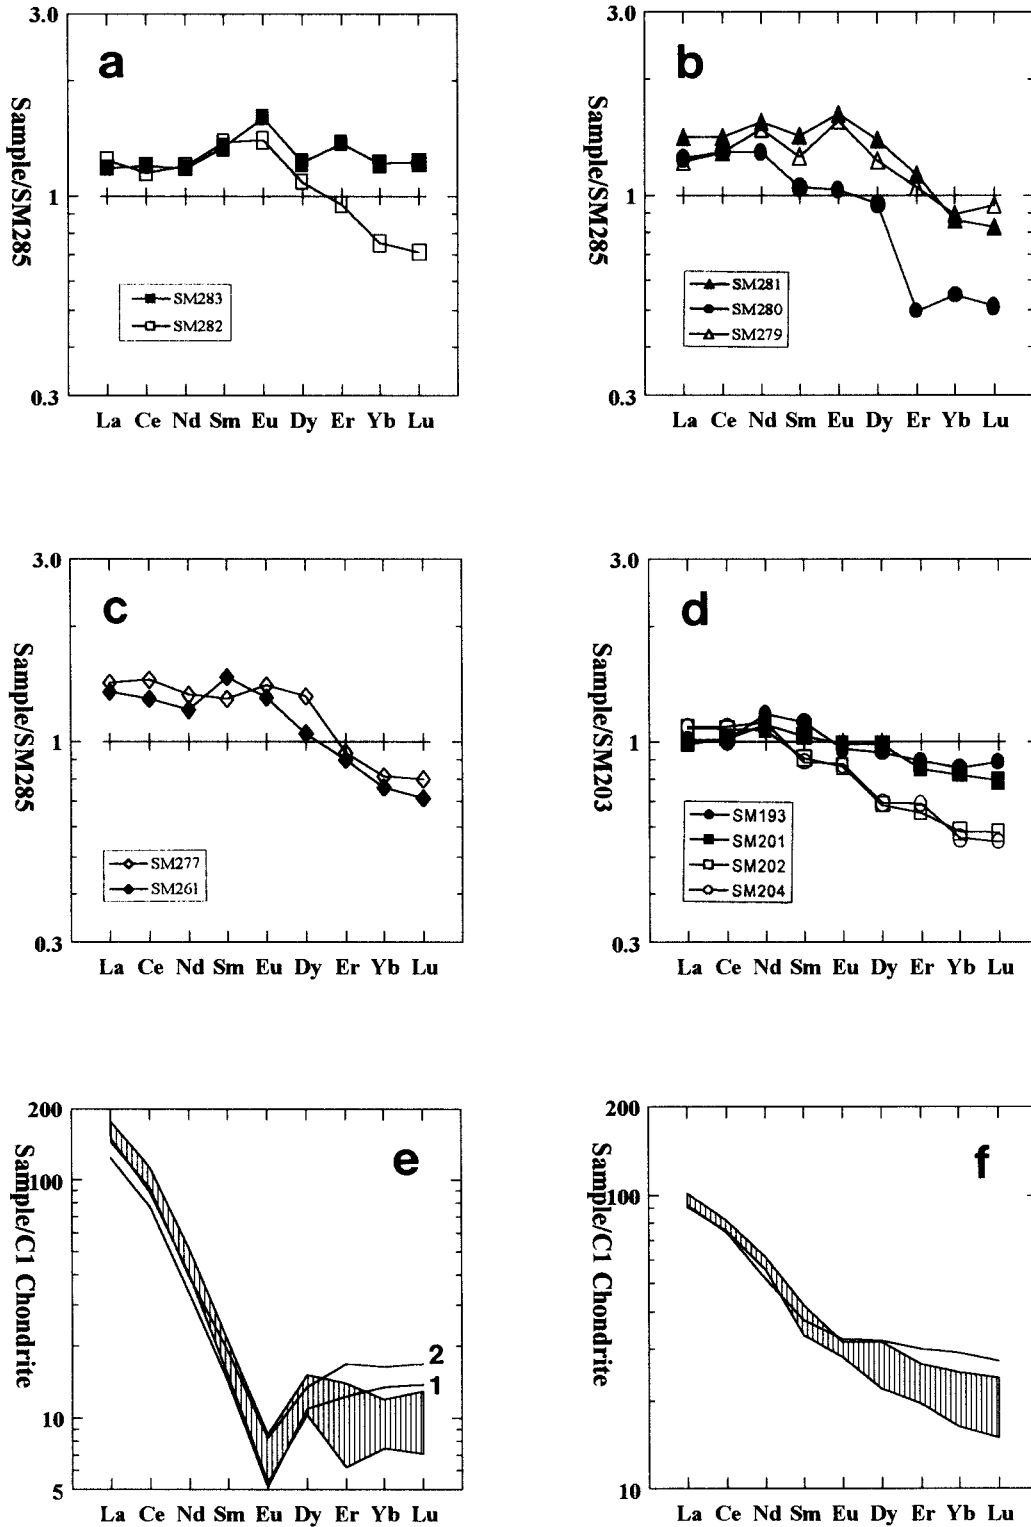 3.0
a
Sample/SM285
1
SM283
SM282
0.3
La Ce Nd Sm Eu Dy Er Yb Lu
3.0
b
Sample/SM285
1
SM281
SM280
SM279
0.3
La Ce Nd Sm Eu Dy Er Yb Lu
3.0
c
Sample/SM285
1
SM277
SM261
0.3
La Ce Nd Sm Eu Dy Er Yb Lu
3.0
d
Sample/SM203
1
SM193
SM201
SM202
SM204
0.3
La Ce Nd Sm Eu Dy Er Yb Lu
200
e
Sample/C1 Chondrite
100
2
1
10
5
La Ce Nd Sm Eu Dy Er Yb Lu
200
f
Sample/C1 Chondrite
100
10
La Ce Nd Sm Eu Dy Er Yb Lu